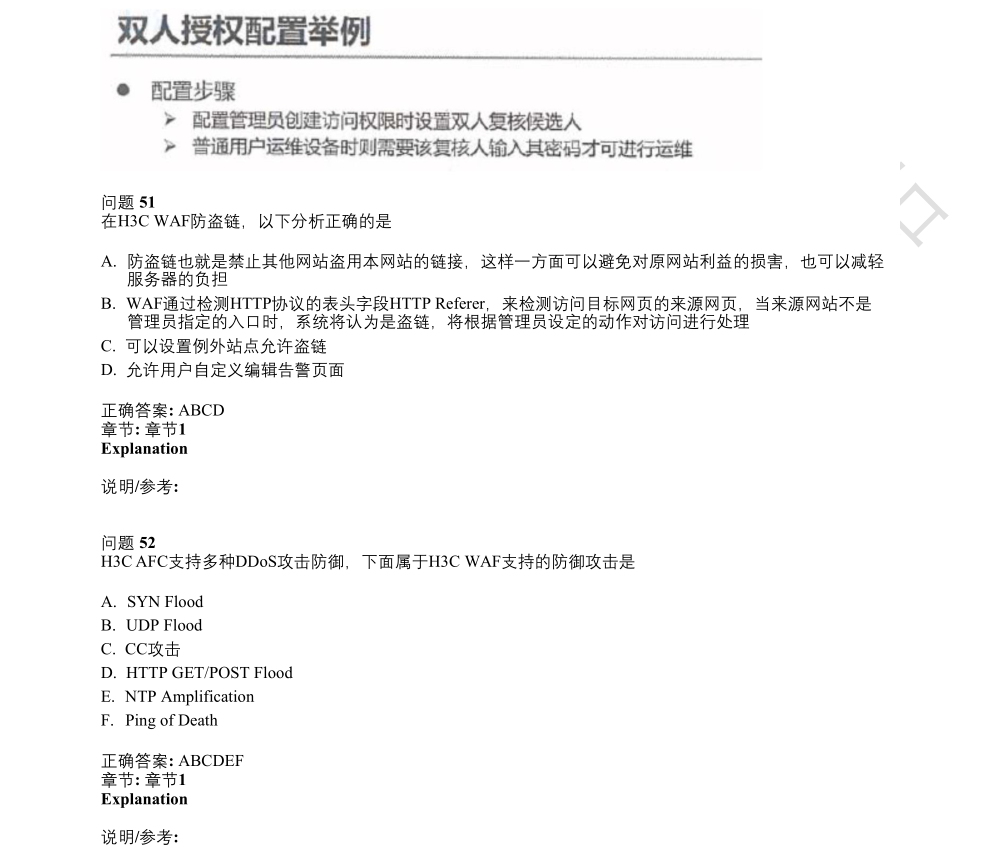 双人授权配置举例
● 配置步骤
➢ 配置管理员创建访问权限时设置双人复核候选人
➢ 普通用户运维设备时则需要该复核人输入其密码才可进行运维
问题 51
在H3C WAF防盗链，以下分析正确的是
A. 防盗链也就是禁止其他网站盗用本网站的链接，这样一方面可以避免对原网站利益的损害，也可以减轻
服务器的负担
B. WAF通过检测HTTP协议的表头字段HTTP Referer，来检测访问目标网页的来源网页，当来源网站不是
管理员指定的入口时，系统将认为是盗链，将根据管理员设定的动作对访问进行处理
C. 可以设置例外站点允许盗链
D. 允许用户自定义编辑告警页面
正确答案: ABCD
章节: 章节1
Explanation
说明/参考:
问题 52
H3C AFC支持多种DDoS攻击防御，下面属于H3C WAF支持的防御攻击是
A. SYN Flood
B. UDP Flood
C. CC攻击
D. HTTP GET/POST Flood
E. NTP Amplification
F. Ping of Death
正确答案: ABCDEF
章节: 章节1
Explanation
说明/参考: